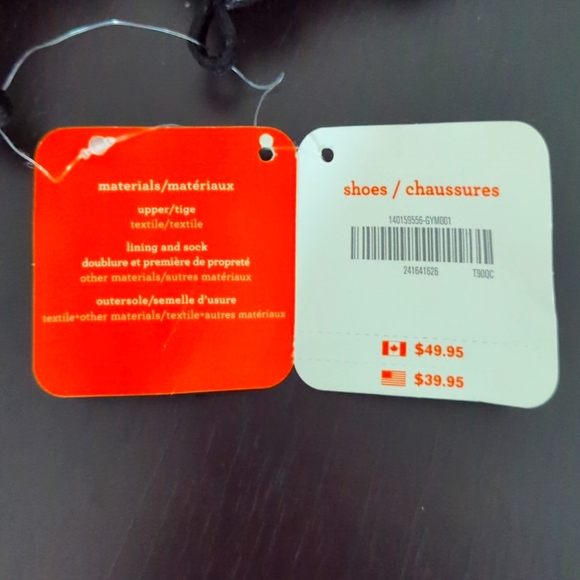 materials/matériaux
upper/tige
textile/textile
lining and sock
doublure et première de propreté
other materials/autres matériaux
outersole/semelle d'usure
textile*other materials/textile*autres matériaux
shoes / chaussures
140159556-GYM001
241641626 T90QC
$49.95
$39.95